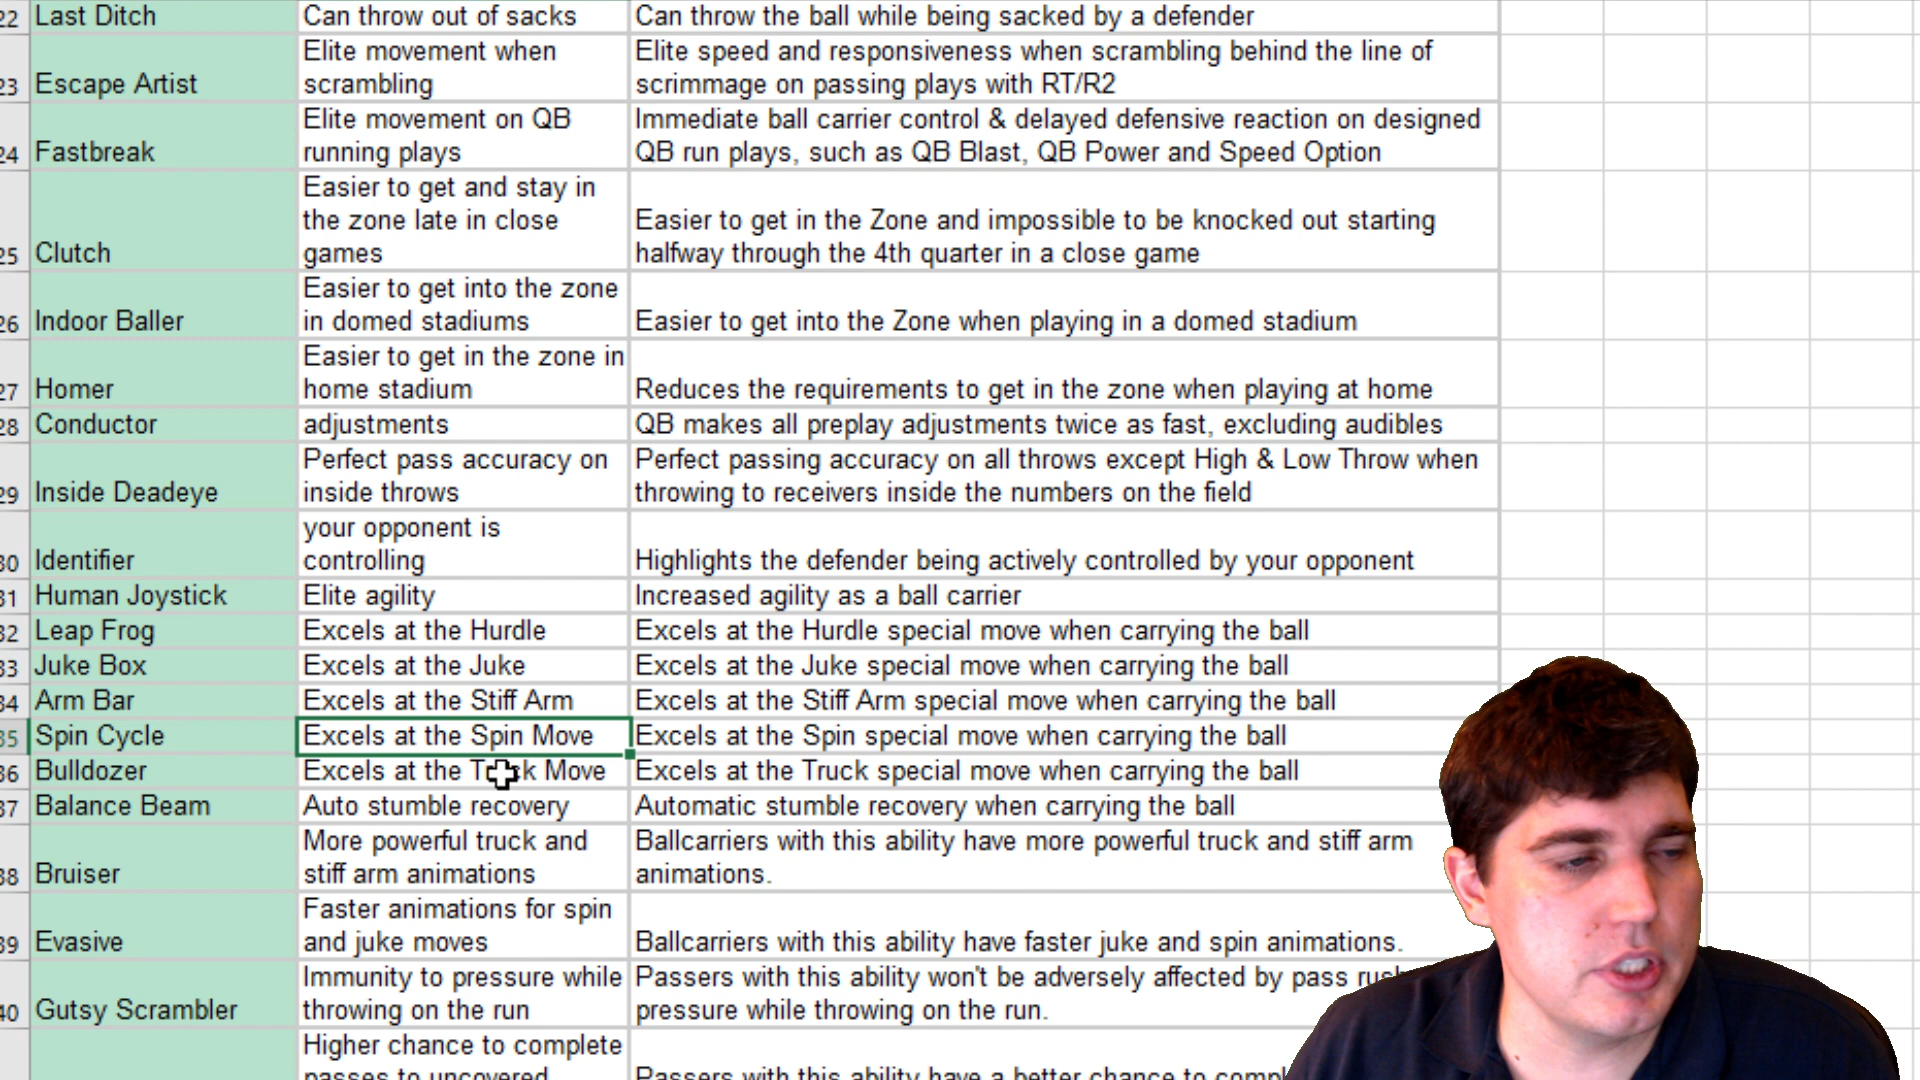 22 Last Ditch Can throw out of sacks Can throw the ball while being sacked by a defender
Elite movement when Elite speed and responsiveness when scrambling behind the line of
23 Escape Artist scrambling scrimmage on passing plays with RT/R2
Elite movement on QB Immediate ball carrier control & delayed defensive reaction on designed
24 Fastbreak running plays QB run plays, such as QB Blast, QB Power and Speed Option
Easier to get and stay in
the zone late in close Easier to get in the Zone and impossible to be knocked out starting
25 Clutch games halfway through the 4th quarter in a close game
Easier to get into the zone
26 Indoor Baller in domed stadiums Easier to get into the Zone when playing in a domed stadium
Easier to get in the zone in
27 Homer home stadium Reduces the requirements to get in the zone when playing at home
28 Conductor adjustments QB makes all preplay adjustments twice as fast, excluding audibles
Perfect pass accuracy on Perfect passing accuracy on all throws except High & Low Throw when
29 Inside Deadeye inside throws throwing to receivers inside the numbers on the field
your opponent is
30 Identifier controlling Highlights the defender being actively controlled by your opponent
31 Human Joystick Elite agility Increased agility as a ball carrier
32 Leap Frog Excels at the Hurdle Excels at the Hurdle special move when carrying the ball
33 Juke Box Excels at the Juke Excels at the Juke special move when carrying the ball
34 Arm Bar Excels at the Stiff Arm Excels at the Stiff Arm special move when carrying the ball
35 Spin Cycle Excels at the Spin Move Excels at the Spin special move when carrying the ball
36 Bulldozer Excels at the Truck Move Excels at the Truck special move when carrying the ball
37 Balance Beam Auto stumble recovery Automatic stumble recovery when carrying the ball
More powerful truck and Ballcarriers with this ability have more powerful truck and stiff arm
38 Bruiser stiff arm animations animations.
Faster animations for spin
39 Evasive and juke moves Ballcarriers with this ability have faster juke and spin animations.
Immunity to pressure while Passers with this ability won't be adversely affected by pass rush
40 Gutsy Scrambler throwing on the run pressure while throwing on the run.
Higher chance to complete
passes to uncovered Passers with this ability have a better chance to